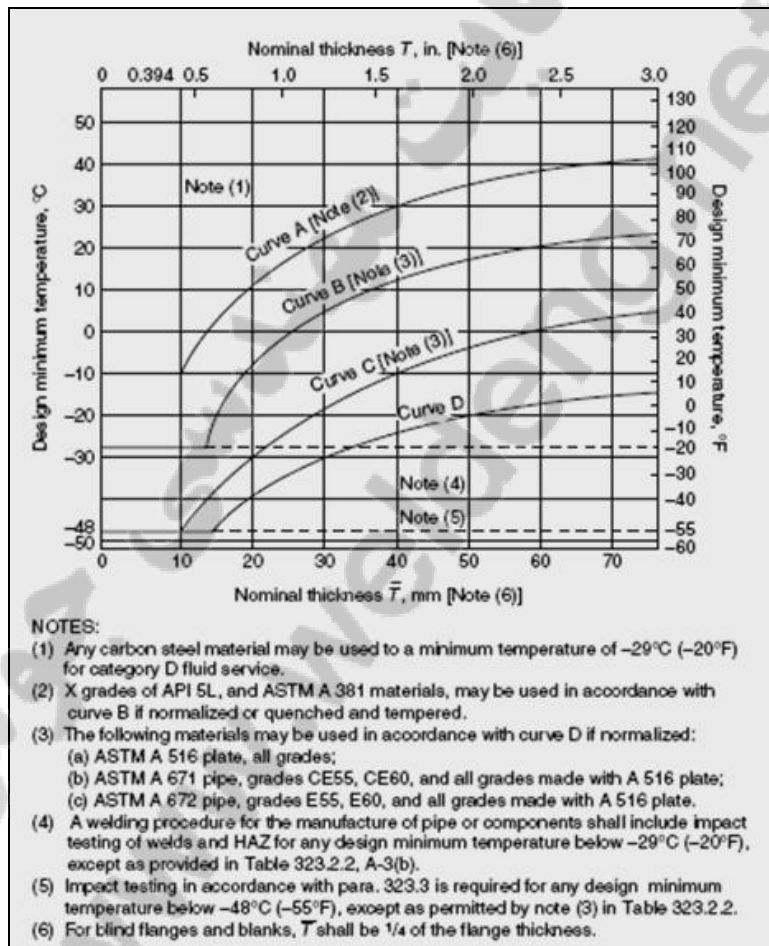 Nominal thickness T, in. [Note (6)]
0 0.394 0.5 1.0 1.5 2.0 2.5 3.0
50
40
30
20
10
0
−10
−20
−30
−48
−50
Design minimum temperature, °C
Note (1)
Curve A [Note (2)]
Curve B [Note (3)]
Curve C [Note (3)]
Curve D
Note (4)
Note (5)
130
120
110
100
90
80
70
60
50
40
30
20
10
0
−10
−20
−30
−40
−55
−60
Design minimum temperature, °F
0 10 20 30 40 50 60 70
Nominal thickness T̅, mm [Note (6)]
NOTES:
(1) Any carbon steel material may be used to a minimum temperature of −29°C (−20°F)
for category D fluid service.
(2) X grades of API 5L, and ASTM A 381 materials, may be used in accordance with
curve B if normalized or quenched and tempered.
(3) The following materials may be used in accordance with curve D if normalized:
(a) ASTM A 516 plate, all grades;
(b) ASTM A 671 pipe, grades CE55, CE60, and all grades made with A 516 plate;
(c) ASTM A 672 pipe, grades E55, E60, and all grades made with A 516 plate.
(4) A welding procedure for the manufacture of pipe or components shall include impact
testing of welds and HAZ for any design minimum temperature below −29°C (−20°F),
except as provided in Table 323.2.2, A-3(b).
(5) Impact testing in accordance with para. 323.3 is required for any design minimum
temperature below −48°C (−55°F), except as permitted by note (3) in Table 323.2.2.
(6) For blind flanges and blanks, T̅ shall be 1/4 of the flange thickness.
www.weldeng.net